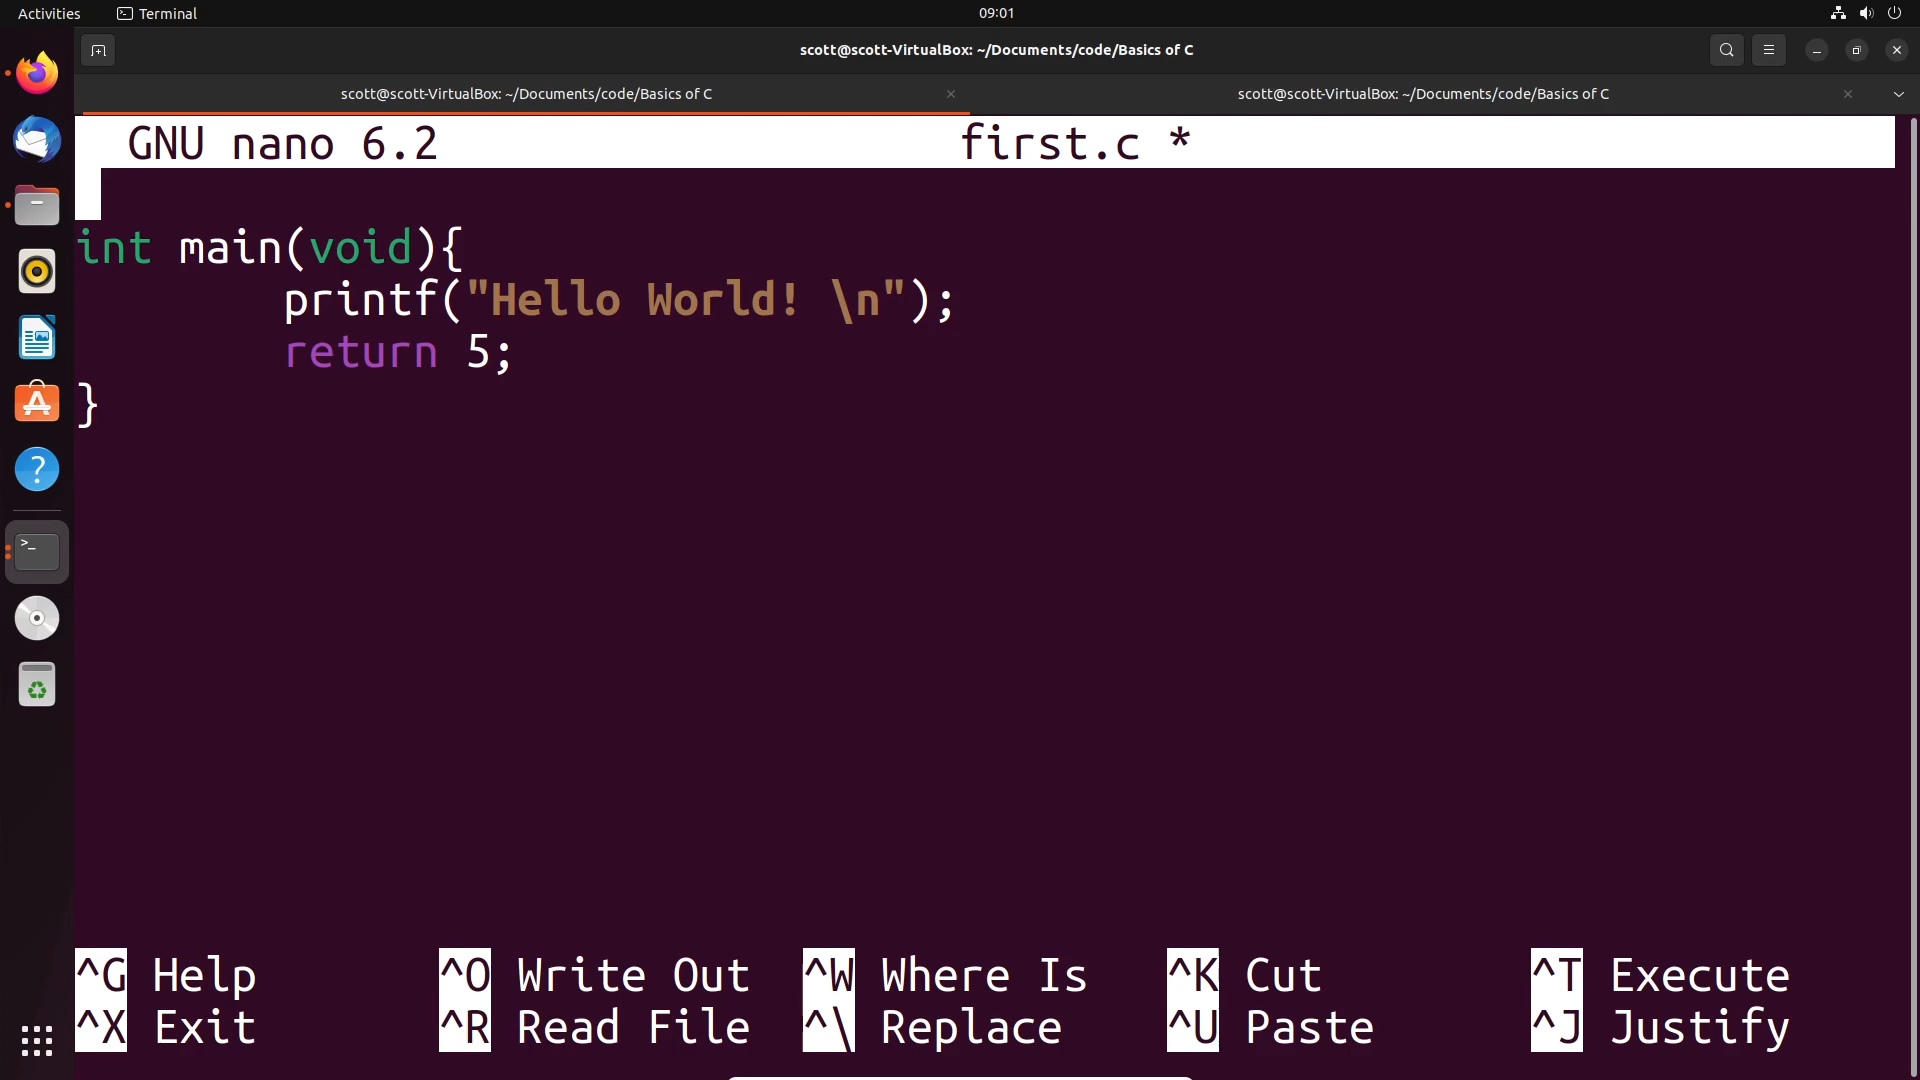 Activities Terminal 09:01
scott@scott-VirtualBox: ~/Documents/code/Basics of C
scott@scott-VirtualBox: ~/Documents/code/Basics of C scott@scott-VirtualBox: ~/Documents/code/Basics of C
GNU nano 6.2 first.c *
int main(void){
        printf("Hello World! \n");
        return 5;
}
^G Help ^O Write Out ^W Where Is ^K Cut ^T Execute
^X Exit ^R Read File ^\ Replace ^U Paste ^J Justify